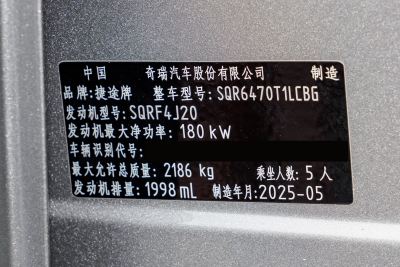 中国 奇瑞汽车股份有限公司 制造
品牌:捷途牌 整车型号:SQR6470T1LCBG
发动机型号:SQRF4J20
发动机最大净功率:180kW
车辆识别代号:
最大允许总质量:2186 kg 乘坐人数:5人
发动机排量:1998 mL 制造年月:2025-05